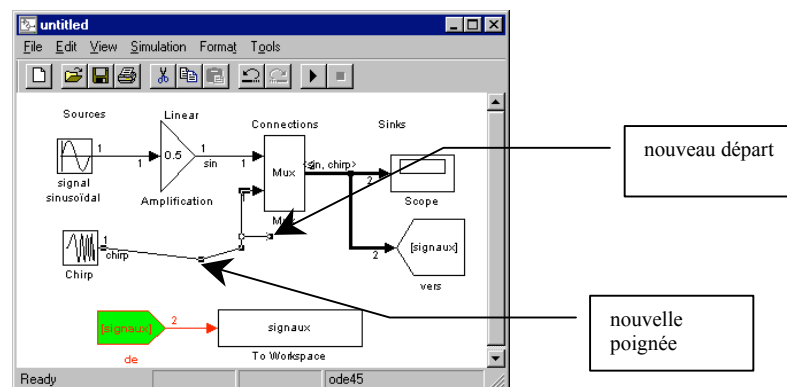 untitled
File Edit View Simulation Format Tools
Sources Linear Connections Sinks
1 1 0.5 1 sin 1 Mux <sin, chirp> 2
signal
sinusoïdal
Amplification
Mux
Scope
1
chirp
Chirp
2 [signaux]
vers
[signaux] 2 signaux
de To Workspace
Ready ode45
nouveau départ
nouvelle
poignée